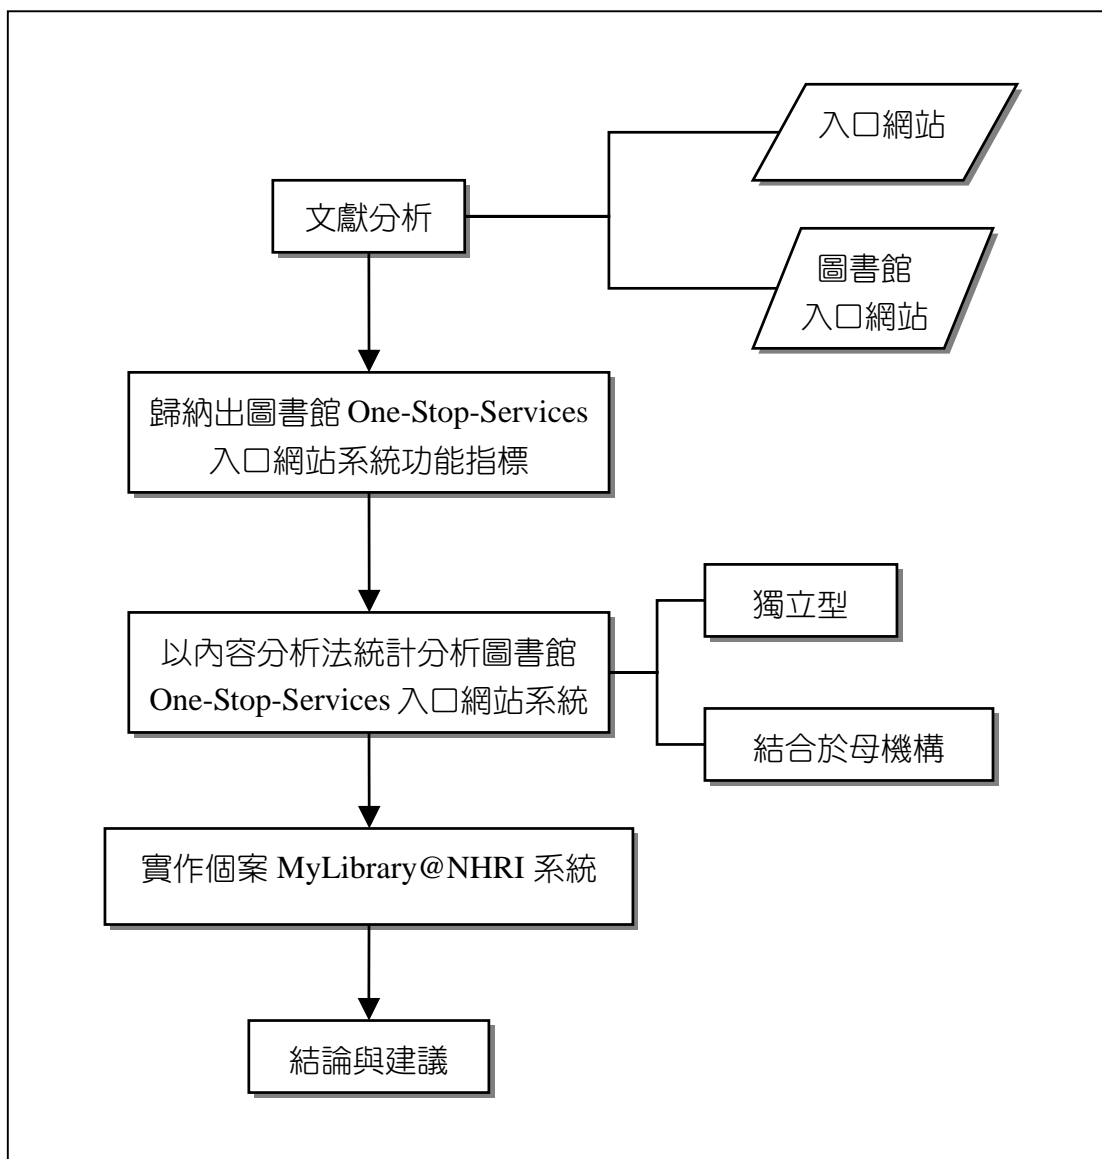 入口網站
文獻分析
圖書館
入口網站
歸納出圖書館 One-Stop-Services
入口網站系統功能指標
獨立型
以內容分析法統計分析圖書館
One-Stop-Services 入口網站系統
結合於母機構
實作個案 MyLibrary@NHRI 系統
結論與建議